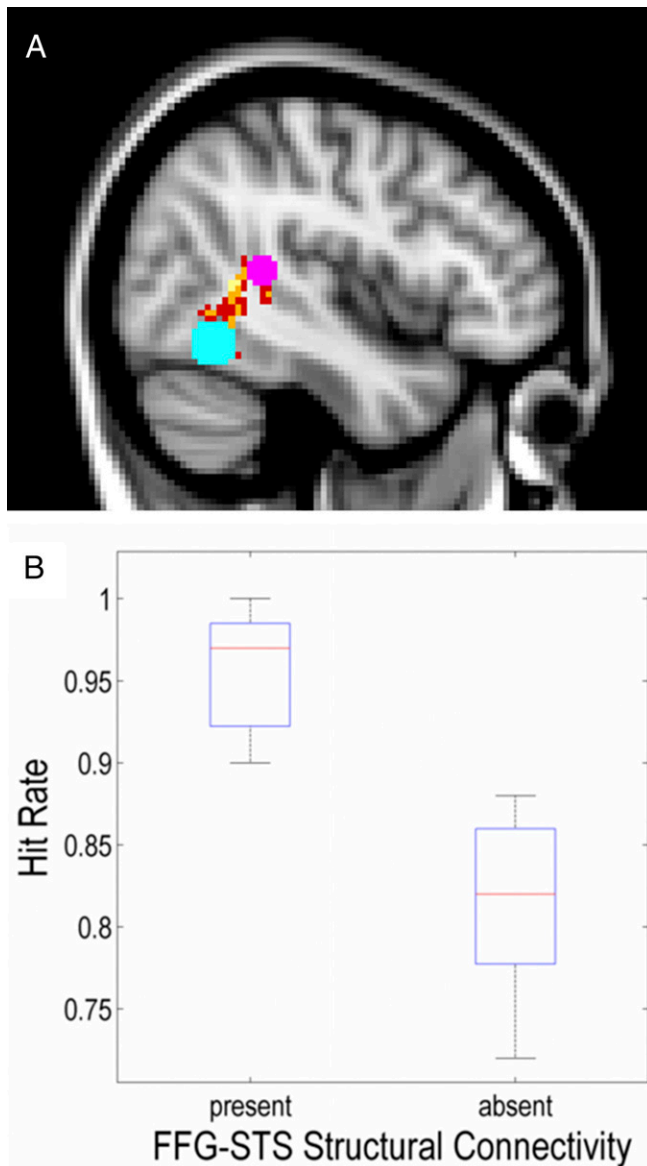 A
B
1
0.95
0.9
0.85
0.8
0.75
Hit Rate
present absent
FFG-STS Structural Connectivity